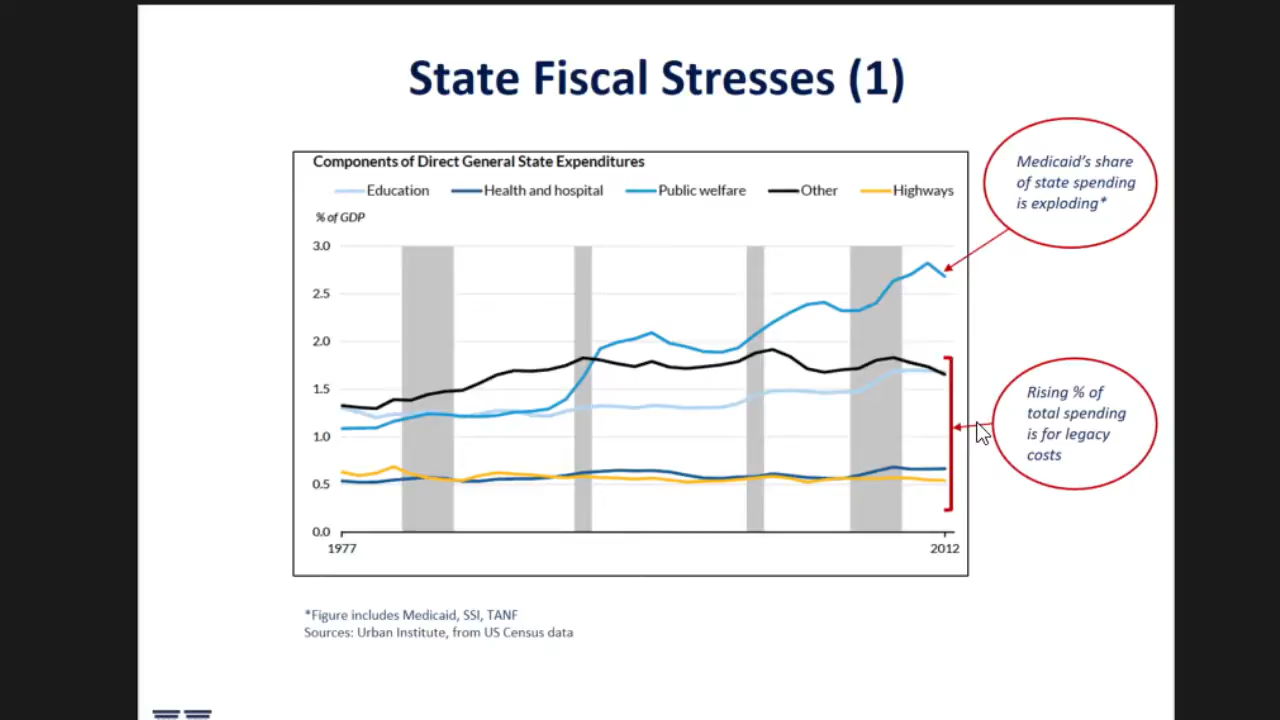 State Fiscal Stresses (1)
Components of Direct General State Expenditures
Education Health and hospital Public welfare Other Highways
% of GDP
3.0
2.5
2.0
1.5
1.0
0.5
0.0
1977 2012
Medicaid's share
of state spending
is exploding*
Rising % of
total spending
is for legacy
costs
*Figure includes Medicaid, SSI, TANF
Sources: Urban Institute, from US Census data